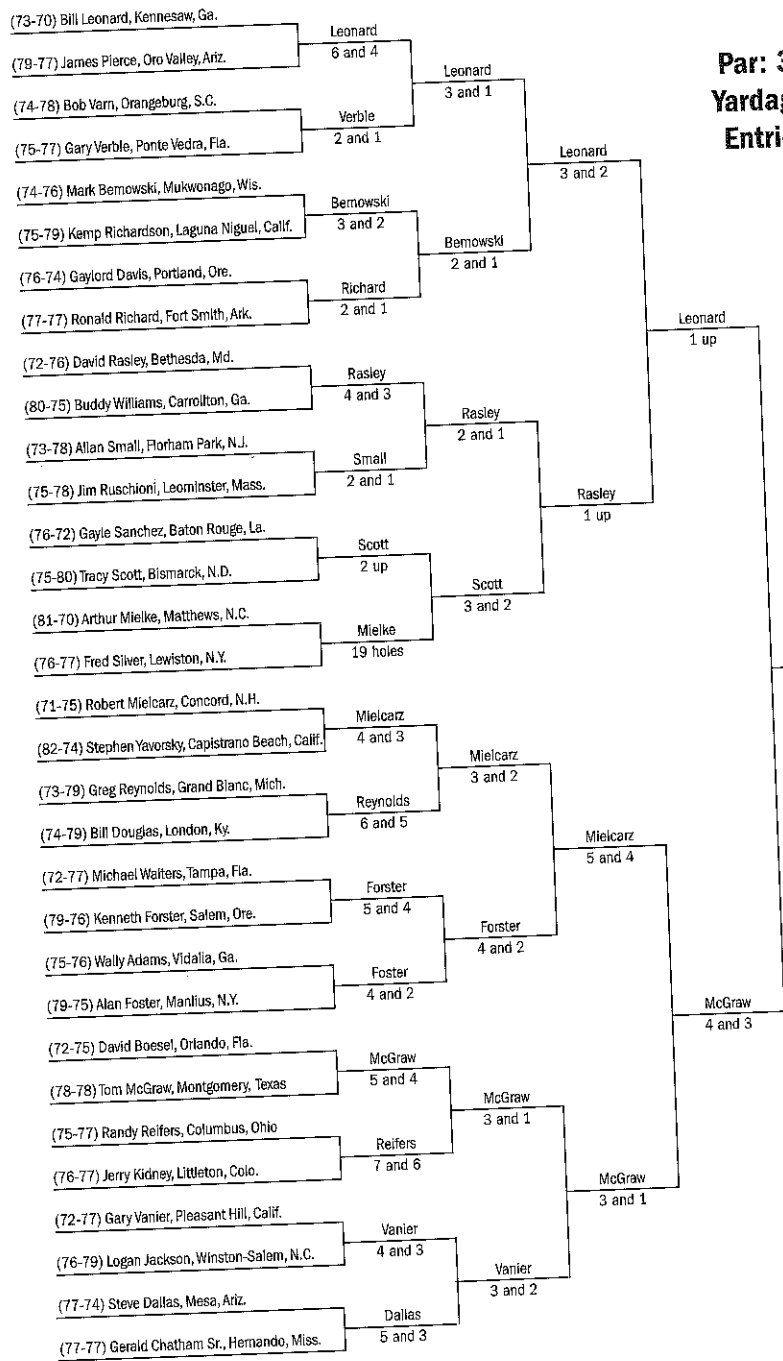 (73-70) Bill Leonard, Kennesaw, Ga.
(79-77) James Pierce, Oro Valley, Ariz.
(74-78) Bob Varn, Orangeburg, S.C.
(75-77) Gary Verble, Ponte Vedra, Fla.
(74-76) Mark Bemowski, Mukwonago, Wis.
(75-79) Kemp Richardson, Laguna Niguel, Calif.
(76-74) Gaylord Davis, Portland, Ore.
(77-77) Ronald Richard, Fort Smith, Ark.
(72-76) David Rasley, Bethesda, Md.
(80-75) Buddy Williams, Carrollton, Ga.
(73-78) Allan Small, Florham Park, N.J.
(75-78) Jim Ruschioni, Leominster, Mass.
(76-72) Gayle Sanchez, Baton Rouge, La.
(75-80) Tracy Scott, Bismarck, N.D.
(81-70) Arthur Mielke, Matthews, N.C.
(76-77) Fred Silver, Lewiston, N.Y.
(71-75) Robert Mielcarz, Concord, N.H.
(82-74) Stephen Yavorsky, Capistrano Beach, Calif.
(73-79) Greg Reynolds, Grand Blanc, Mich.
(74-79) Bill Douglas, London, Ky.
(72-77) Michael Walters, Tampa, Fla.
(79-76) Kenneth Forster, Salem, Ore.
(75-76) Wally Adams, Vidalia, Ga.
(79-75) Alan Foster, Manlius, N.Y.
(72-75) David Boesel, Orlando, Fla.
(78-78) Tom McGraw, Montgomery, Texas
(75-77) Randy Reifers, Columbus, Ohio
(76-77) Jerry Kidney, Littleton, Colo.
(72-77) Gary Vanier, Pleasant Hill, Calif.
(76-79) Logan Jackson, Winston-Salem, N.C.
(77-74) Steve Dallas, Mesa, Ariz.
(77-77) Gerald Chatham Sr., Hernando, Miss.
Leonard
6 and 4
Verble
2 and 1
Bemowski
3 and 2
Richard
2 and 1
Rasley
4 and 3
Small
2 and 1
Scott
2 up
Mielke
19 holes
Mielcarz
4 and 3
Reynolds
6 and 5
Forster
5 and 4
Foster
4 and 2
McGraw
5 and 4
Reifers
7 and 6
Vanier
4 and 3
Dallas
5 and 3
Leonard
3 and 1
Bemowski
2 and 1
Rasley
2 and 1
Scott
3 and 2
Mielcarz
3 and 2
Forster
4 and 2
McGraw
3 and 1
Vanier
3 and 2
Leonard
3 and 2
Rasley
1 up
Mielcarz
5 and 4
McGraw
3 and 1
Leonard
1 up
McGraw
4 and 3
Par: 3
Yardag
Entri